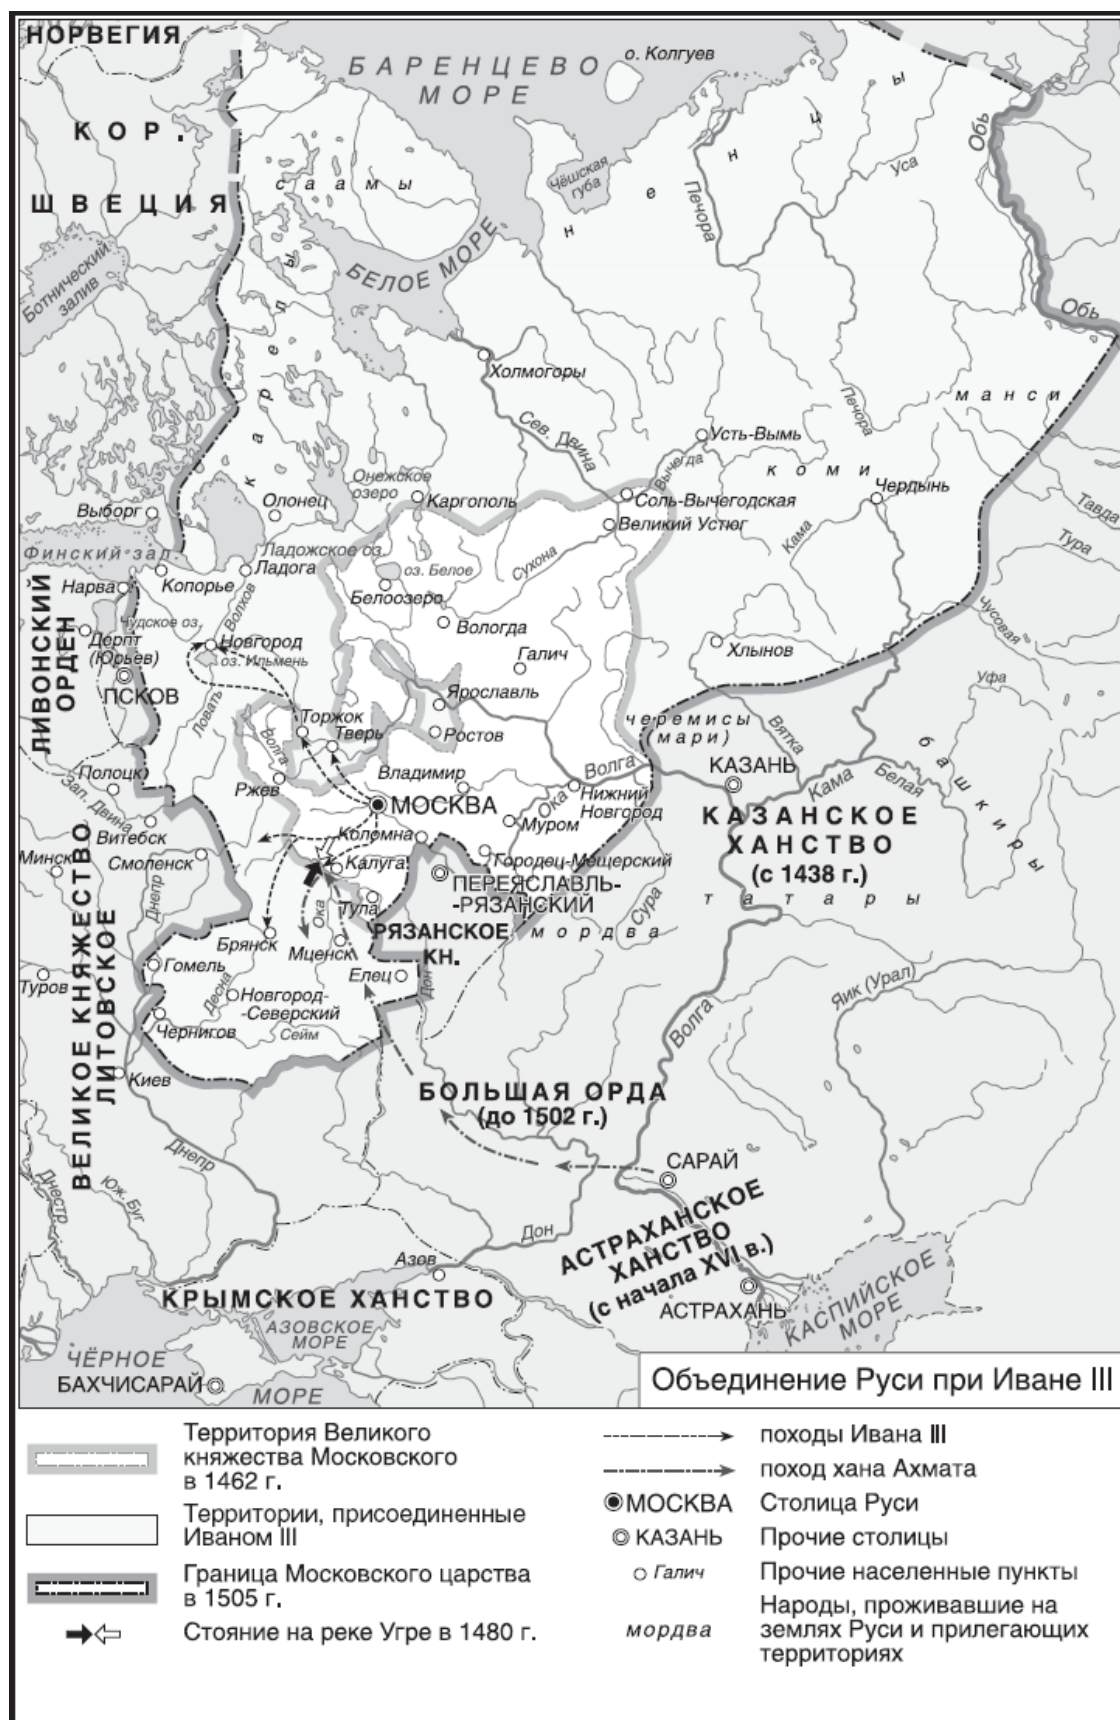 НОРВЕГИЯ
БАРЕНЦЕВО
МОРЕ
о. Колгуев
КОР.
ШВЕЦИЯ
саамы
Чёшская
губа
ненцы
Печора
Уса
Обь
Обь
БЕЛОЕ МОРЕ
Ботнический
залив
карелы
Холмогоры
Сев. Двина
Печора
манси
Усть-Вымь
Вычегда
коми
Онежское
озеро
Каргополь
Соль-Вычегодская
Чердынь
Олонец
Выборг
Великий Устюг
Кама
Тавда
Тура
Финский зал.
Ладожское оз.
Ладога
оз. Белое
Сухона
Нарва
Копорье
Волхов
Белоозеро
Чусовая
ЛИВОНСКИЙ
ОРДЕН
Чудское оз.
Дерпт
(Юрьев)
Новгород
оз. Ильмень
Вологда
Хлынов
Галич
ПСКОВ
Ловать
Ярославль
Уфа
Торжок
Тверь
Ростов
черемисы
(мари)
Вятка
Волга
Полоцк
Зап. Двина
Ржев
Владимир
Волга
КАЗАНЬ
Кама
Белая
башкиры
МОСКВА
Ока
Нижний
Новгород
КАЗАНСКОЕ
ХАНСТВО
(с 1438 г.)
Витебск
Коломна
Муром
Минск
Смоленск
Калуга
Городец-Мещерский
ВЕЛИКОЕ КНЯЖЕСТВО
ЛИТОВСКОЕ
Днепр
ПЕРЕЯСЛАВЛЬ-
-РЯЗАНСКИЙ
татары
Сура
Ока
Тула
Брянск
Мценск
РЯЗАНСКОЕ
КН.
мордва
Гомель
Елец
Дон
Туров
Десна
Новгород-
-Северский
Яик (Урал)
Чернигов
Сейм
Волга
Киев
БОЛЬШАЯ ОРДА
(до 1502 г.)
Днепр
САРАЙ
Днестр
Юж. Буг
АСТРАХАНСКОЕ
ХАНСТВО
(с начала XVI в.)
Дон
Азов
КРЫМСКОЕ ХАНСТВО
АСТРАХАНЬ
КАСПИЙСКОЕ
МОРЕ
АЗОВСКОЕ
МОРЕ
ЧЁРНОЕ
БАХЧИСАРАЙ
МОРЕ
Объединение Руси при Иване III
Территория Великого
княжества Московского
в 1462 г.
Территории, присоединенные
Иваном III
Граница Московского царства
в 1505 г.
Стояние на реке Угре в 1480 г.
походы Ивана III
поход хана Ахмата
МОСКВА Столица Руси
КАЗАНЬ Прочие столицы
Галич Прочие населенные пункты
мордва
Народы, проживавшие на
землях Руси и прилегающих
территориях